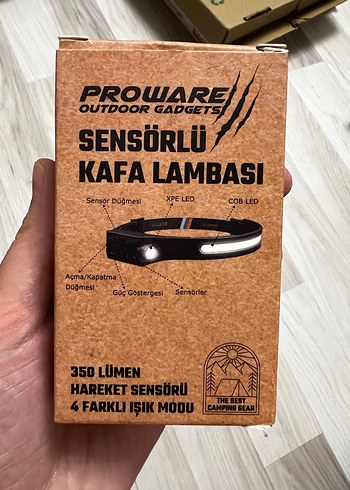 PROWARE
OUTDOOR GADGETS
SENSÖRLÜ
KAFA LAMBASI
Sensör Düğmesi
XPE LED
COB LED
Açma/Kapatma
Düğmesi
Güç Göstergesi
Sensörler
350 LÜMEN
HAREKET SENSÖRÜ
4 FARKLI IŞIK MODU
THE BEST
CAMPING GEAR